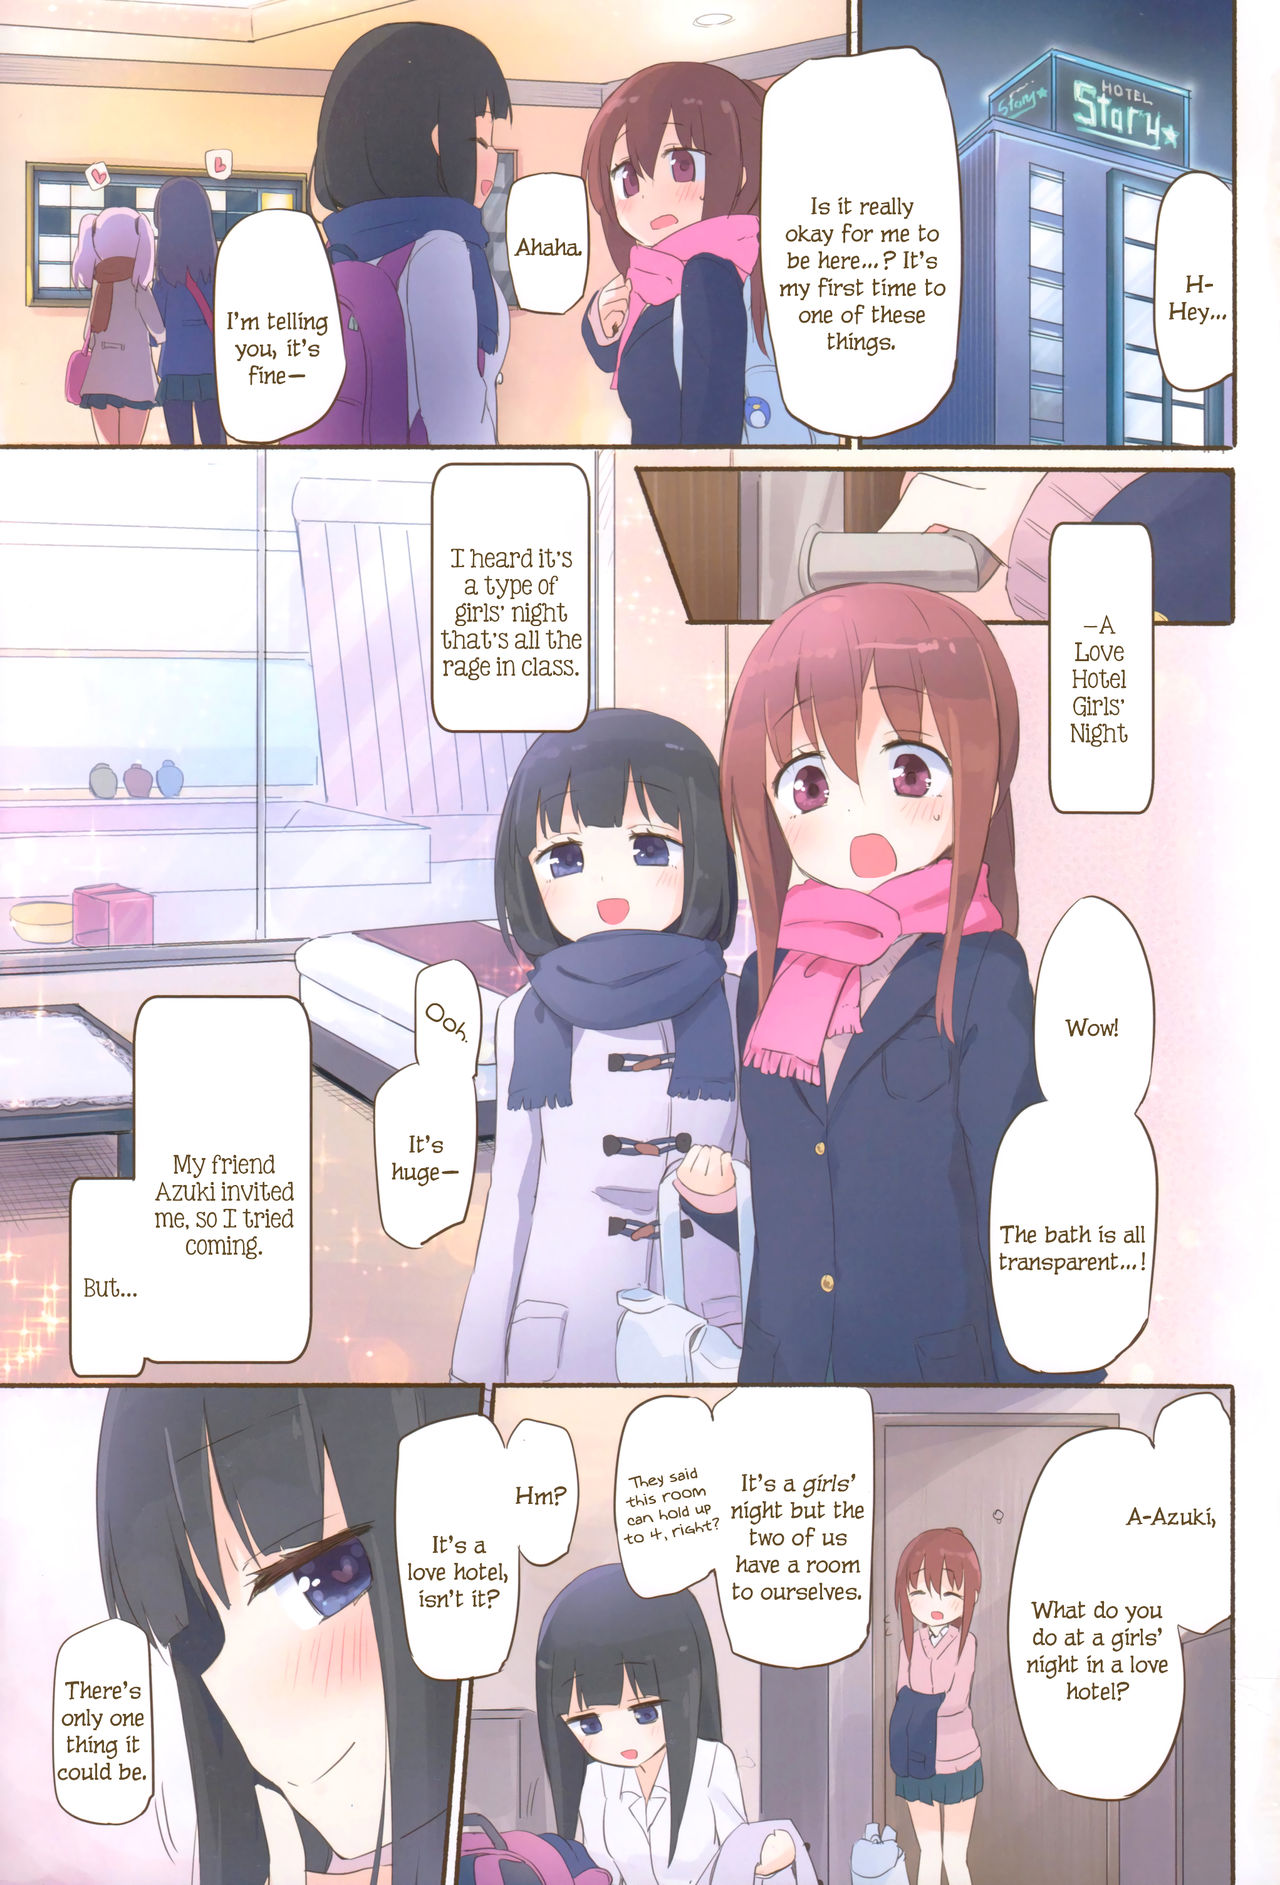 HOTEL
Stary
Stary
H-
Hey...
Is it really
okay for me to
be here...? It's
my first time to
one of these
things.
Ahaha.
I'm telling
you, it's
fine—
—A
Love
Hotel
Girls'
Night
I heard it's
a type of
girls' night
that's all the
rage in class.
Wow!
The bath is all
transparent...!
Ooh.
It's
huge—
My friend
Azuki invited
me, so I tried
coming.
But...
A-Azuki,
What do you
do at a girls'
night in a love
hotel?
It's a girls'
night but the
two of us
have a room
to ourselves.
They said
this room
can hold up
to 4, right?
Hm?
It's a
love hotel,
isn't it?
There's
only one
thing it
could be.